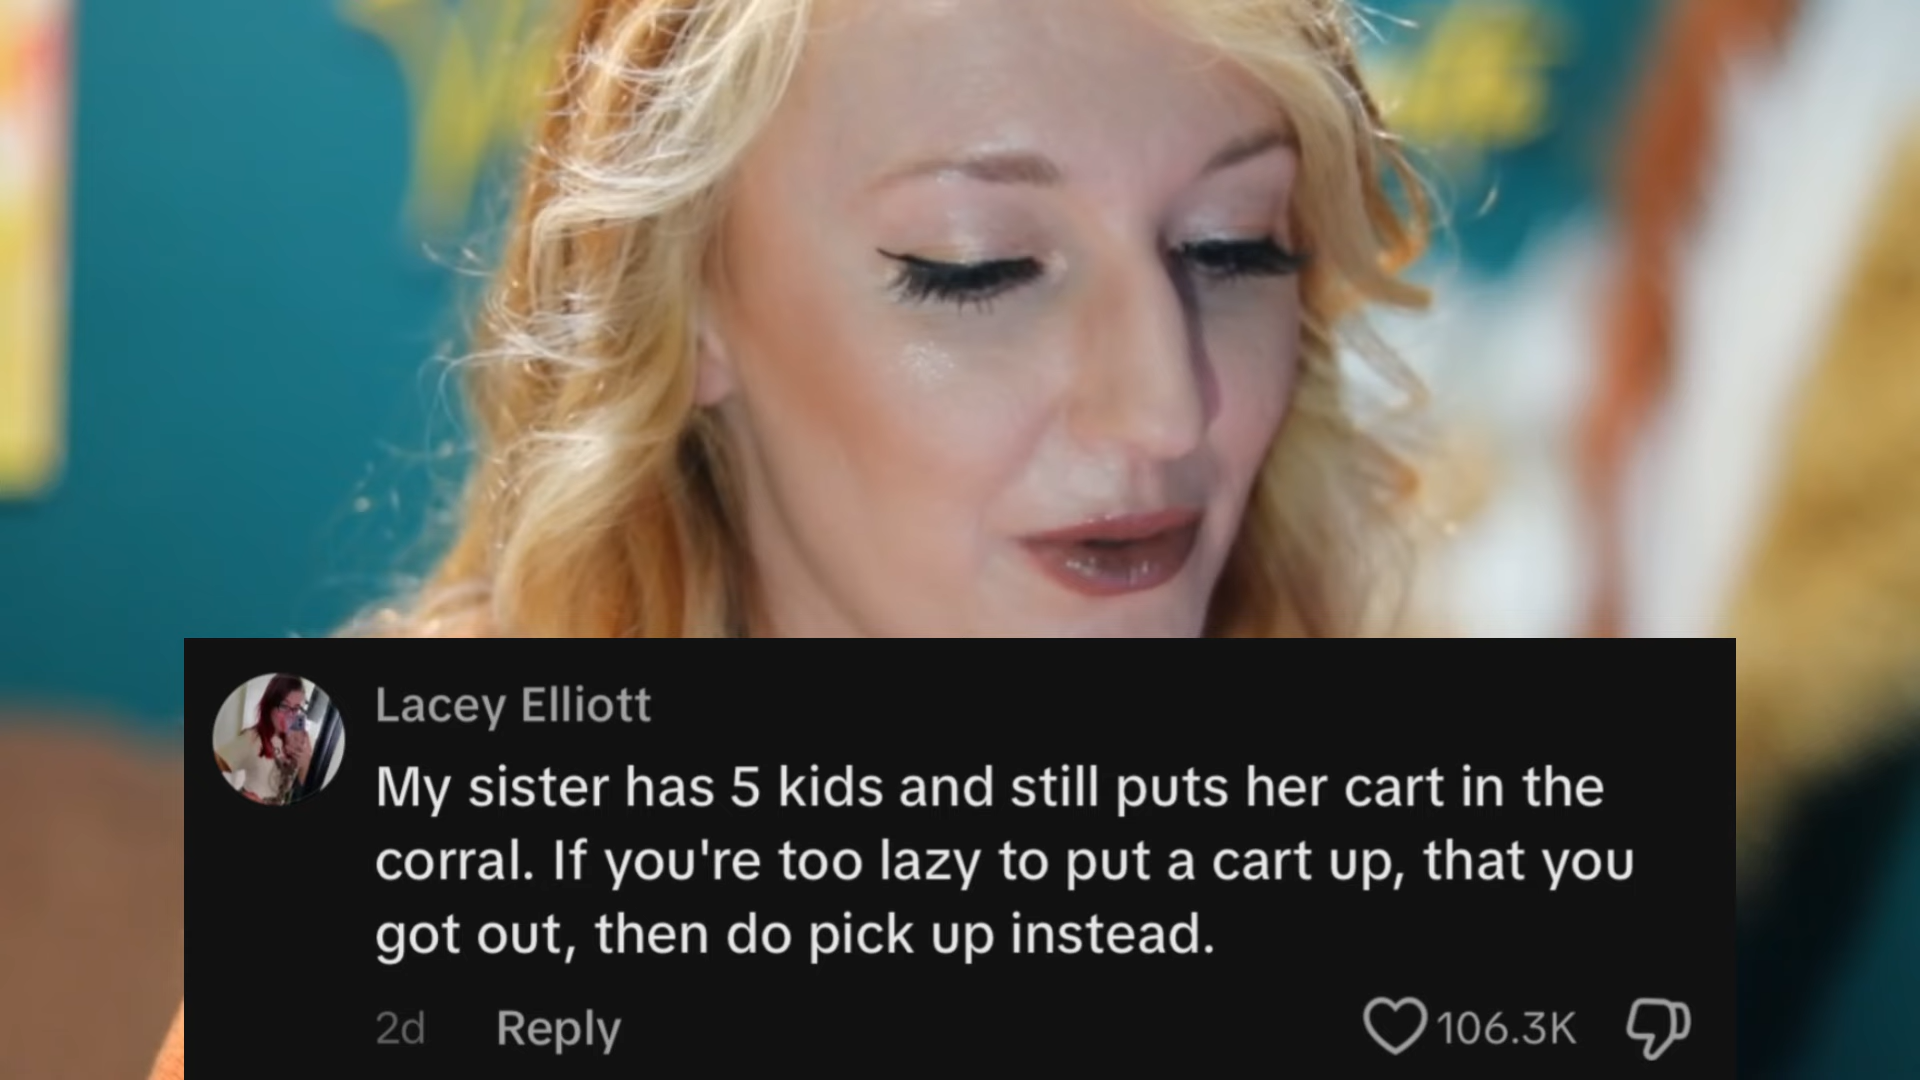 Lacey Elliott
My sister has 5 kids and still puts her cart in the
corral. If you're too lazy to put a cart up, that you
got out, then do pick up instead.
2d Reply 106.3K